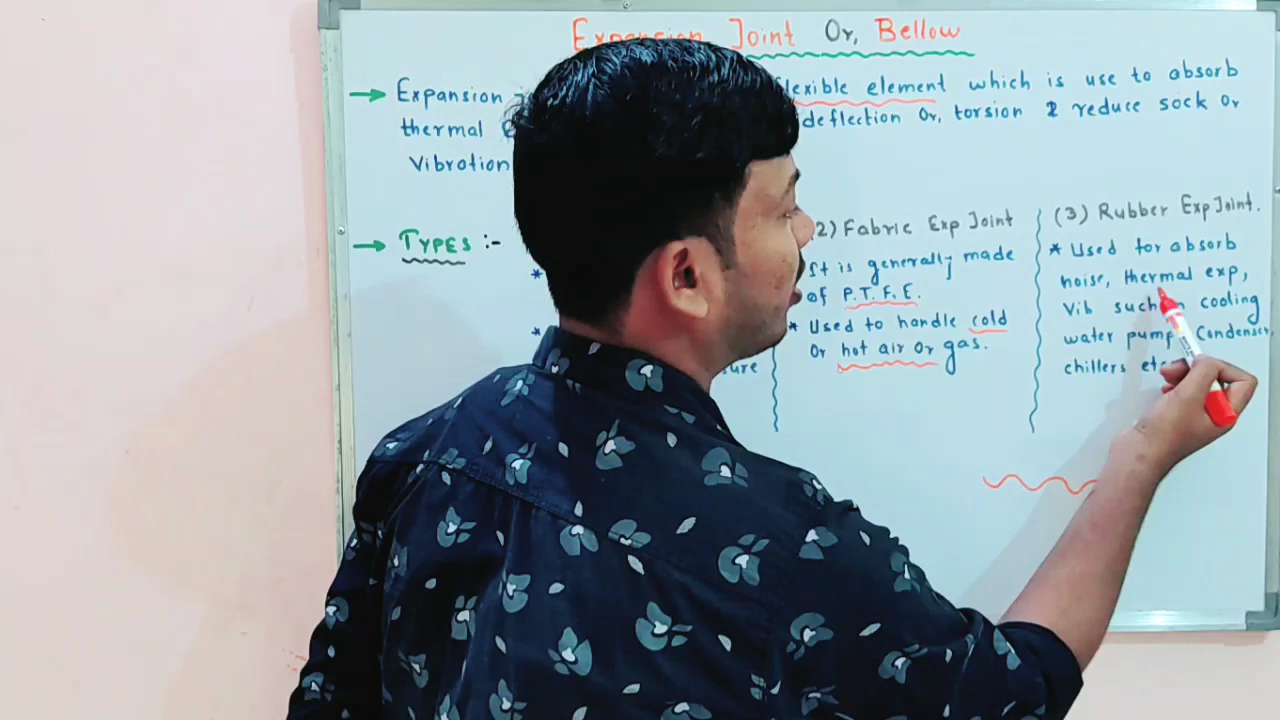 Expansion Joint Or, Bellow
→ Expansion flexible element which is use to absorb
thermal deflection Or, torsion & reduce sock Or
Vibration
→ TYPES :-
(2) Fabric Exp Joint
It is generally made
of P.T.F.E.
* Used to handle cold
Or hot air Or gas.
(3) Rubber Exp Joint.
* Used for absorb
noise, thermal exp,
Vib such cooling
water pump, Condenser,
chillers etc